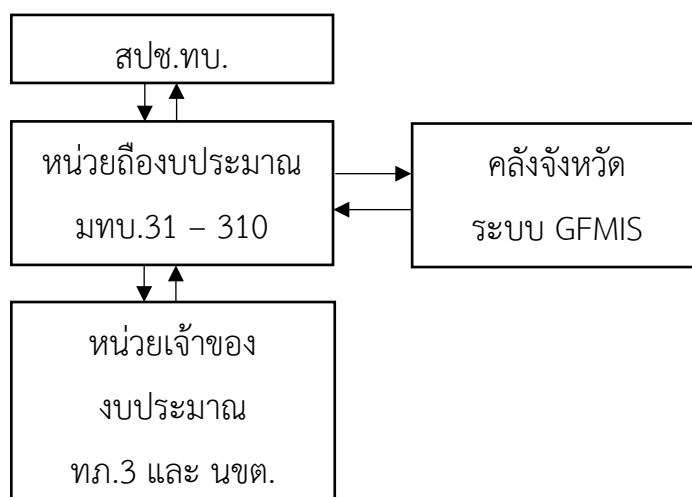 สปช.ทบ.
หน่วยถืองบประมาณ
มทบ.31 – 310
คลังจังหวัด
ระบบ GFMIS
หน่วยเจ้าของ
งบประมาณ
ทภ.3 และ นขต.